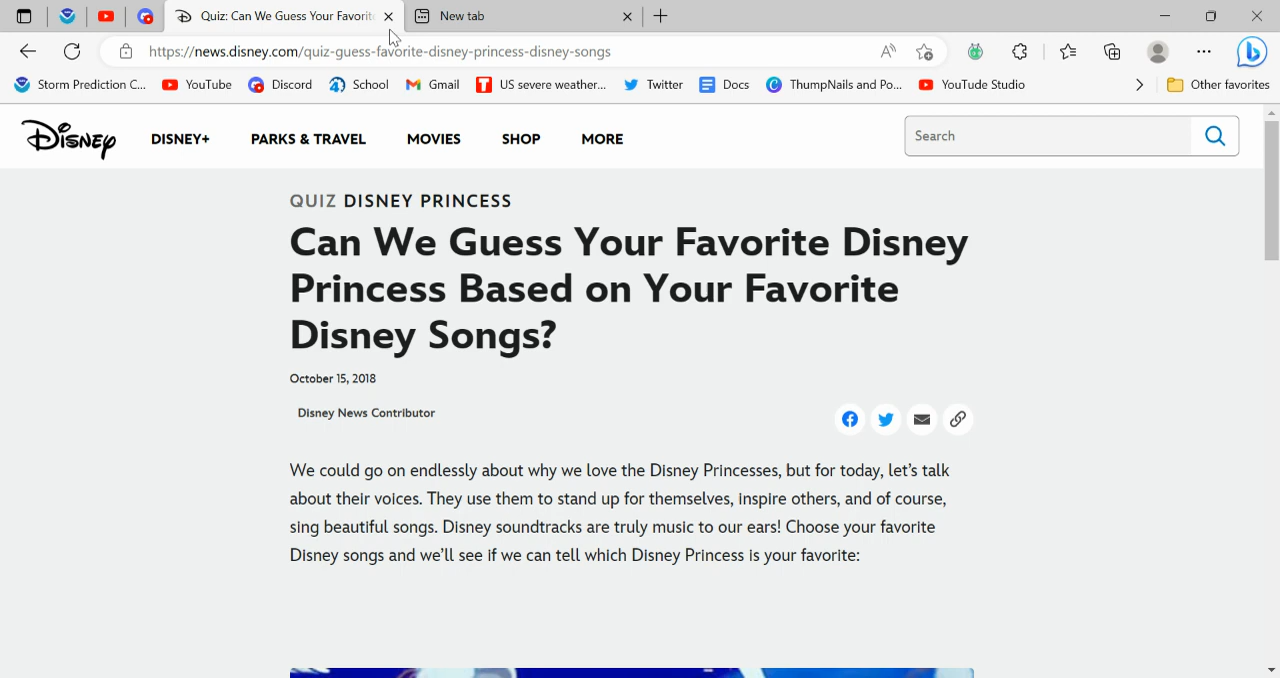 Quiz: Can We Guess Your Favorit
New tab
https://news.disney.com/quiz-guess-favorite-disney-princess-disney-songs
Storm Prediction C... YouTube Discord School Gmail US severe weather... Twitter Docs ThumpNails and Po... YouTude Studio Other favorites
Disney DISNEY+ PARKS & TRAVEL MOVIES SHOP MORE Search
QUIZ DISNEY PRINCESS
Can We Guess Your Favorite Disney
Princess Based on Your Favorite
Disney Songs?
October 15, 2018
Disney News Contributor
We could go on endlessly about why we love the Disney Princesses, but for today, let's talk
about their voices. They use them to stand up for themselves, inspire others, and of course,
sing beautiful songs. Disney soundtracks are truly music to our ears! Choose your favorite
Disney songs and we'll see if we can tell which Disney Princess is your favorite: